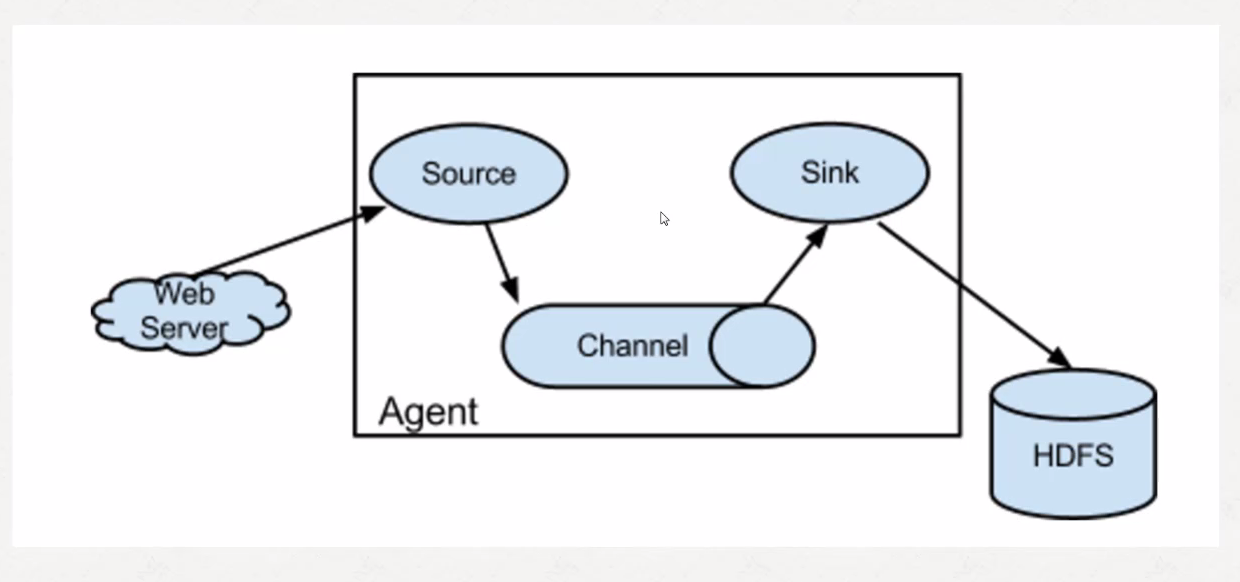 Source
Sink
Web
Server
Channel
Agent
HDFS